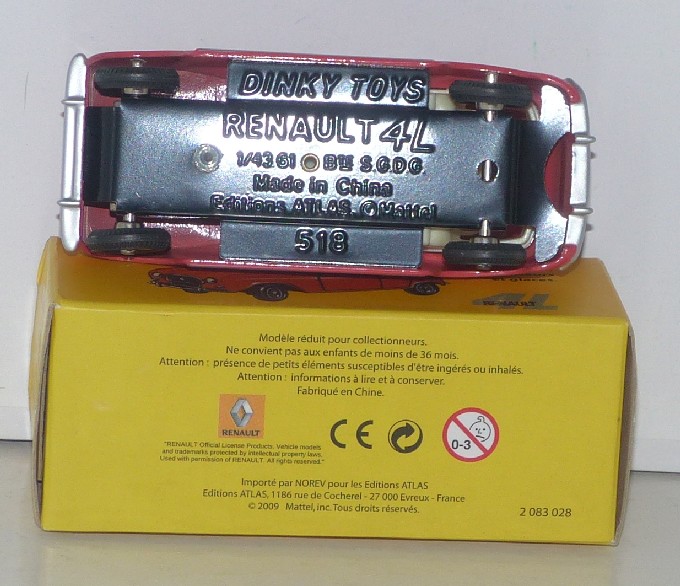 DINKY TOYS
RENAULT 4L
1/43.61 Bté S.G.D.G.
Made in China
Editions ATLAS. © Mattel
518
et glaces
RENAULT
4L
Modèle réduit pour collectionneurs.
Ne convient pas aux enfants de moins de 36 mois.
Attention : présence de petits éléments susceptibles d'être ingérés ou inhalés.
Attention : informations à lire et à conserver.
Fabriqué en Chine.
RENAULT
CE
0-3
"RENAULT Official License Products. Vehicle models
and trademarks protected by intellectual property laws.
Used with permission of RENAULT. All rights reserved."
Importé par NOREV pour les Editions ATLAS
Editions ATLAS, 1186 rue de Cocherel - 27 000 Evreux - France
© 2009 Mattel, inc. Tous droits réservés.
2 083 028